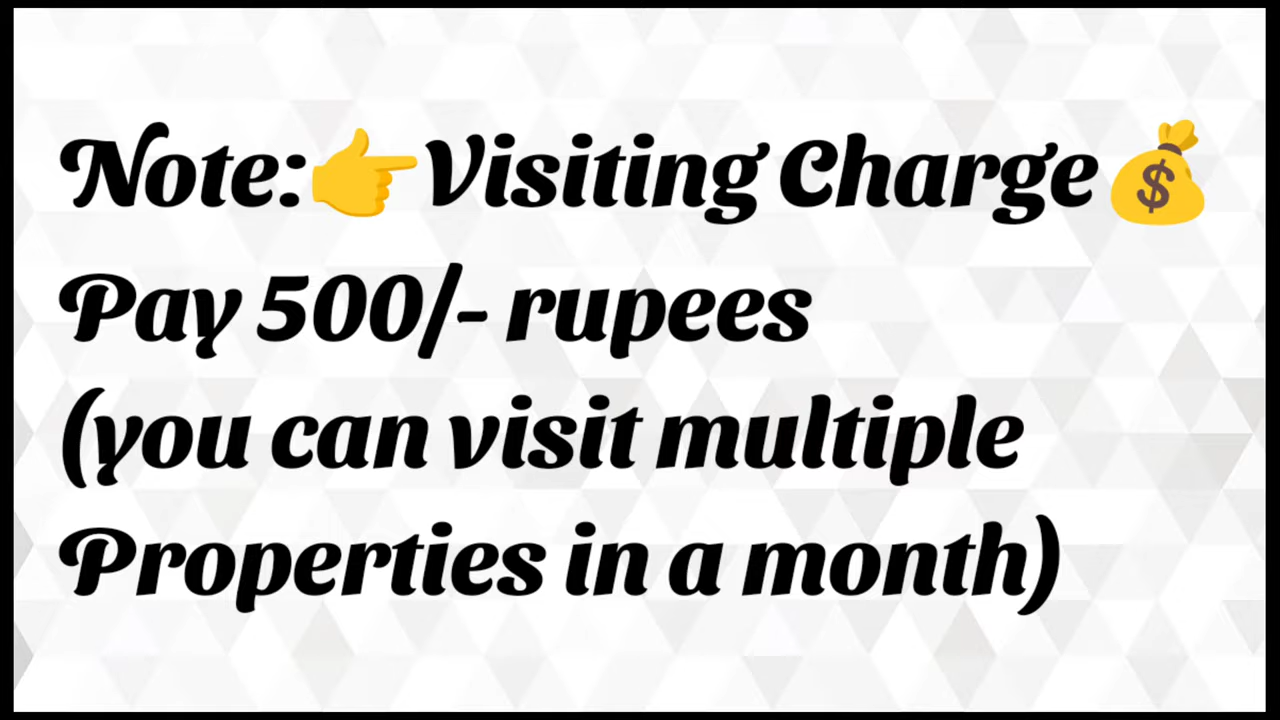 Note:👉Visiting Charge💰
Pay 500/- rupees
(you can visit multiple
Properties in a month)